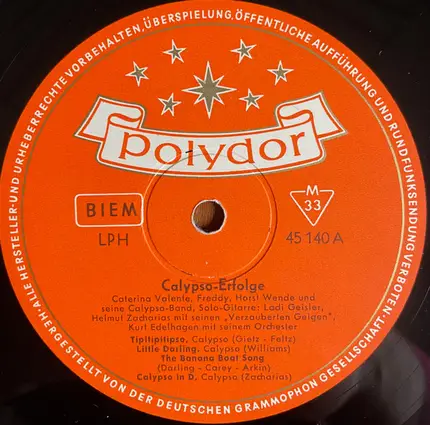 ALLE HERSTELLER- UND URHEBERRECHTE VORBEHALTEN, ÜBERSPIELUNG, ÖFFENTLICHE AUFFÜHRUNG UND RUNDFUNKSENDUNG VERBOTEN.
HERGESTELLT VON DER DEUTSCHEN GRAMMOPHON GESELLSCHAFT
Polydor
BIEM
LPH
M
33
45 140 A
Calypso-Erfolge
Caterina Valente, Freddy, Horst Wende und
seine Calypso-Band, Solo-Gitarre: Ladi Geisler,
Helmut Zacharias mit seinen „Verzauberten Geigen",
Kurt Edelhagen mit seinem Orchester
Tipitipitipso, Calypso (Gietz - Feltz)
Little Darling, Calypso (Williams)
The Banana Boat Song
(Darling - Carey - Arkin)
Calypso in D, Calypso (Zacharias)